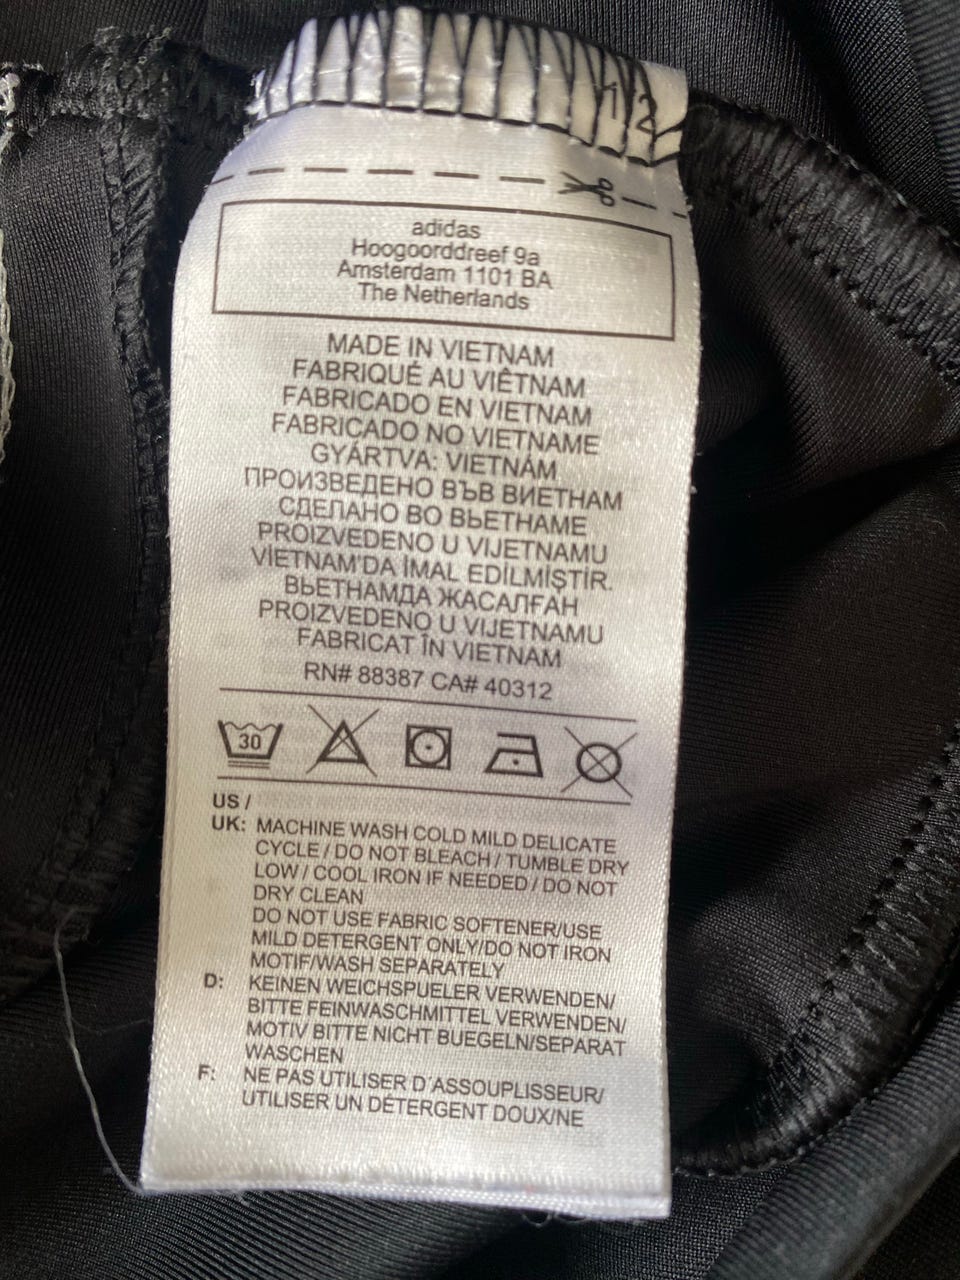 1/2
adidas
Hoogoorddreef 9a
Amsterdam 1101 BA
The Netherlands
MADE IN VIETNAM
FABRIQUÉ AU VIÊTNAM
FABRICADO EN VIETNAM
FABRICADO NO VIETNAME
GYÁRTVA: VIETNÁM
ПРОИЗВЕДЕНО ВЪВ ВИЕТНАМ
СДЕЛАНО ВО ВЬЕТНАМЕ
PROIZVEDENO U VIJETNAMU
VİETNAM'DA İMAL EDİLMİŞTİR.
ВЬЕТНАМДА ЖАСАЛҒАН
PROIZVEDENO U VIJETNAMU
FABRICAT ÎN VIETNAM
RN# 88387 CA# 40312
30
US /
UK: MACHINE WASH COLD MILD DELICATE
CYCLE / DO NOT BLEACH / TUMBLE DRY
LOW / COOL IRON IF NEEDED / DO NOT
DRY CLEAN
DO NOT USE FABRIC SOFTENER/USE
MILD DETERGENT ONLY/DO NOT IRON
MOTIF/WASH SEPARATELY
D: KEINEN WEICHSPUELER VERWENDEN/
BITTE FEINWASCHMITTEL VERWENDEN/
MOTIV BITTE NICHT BUEGELN/SEPARAT
WASCHEN
F: NE PAS UTILISER D´ASSOUPLISSEUR/
UTILISER UN DÉTERGENT DOUX/NE